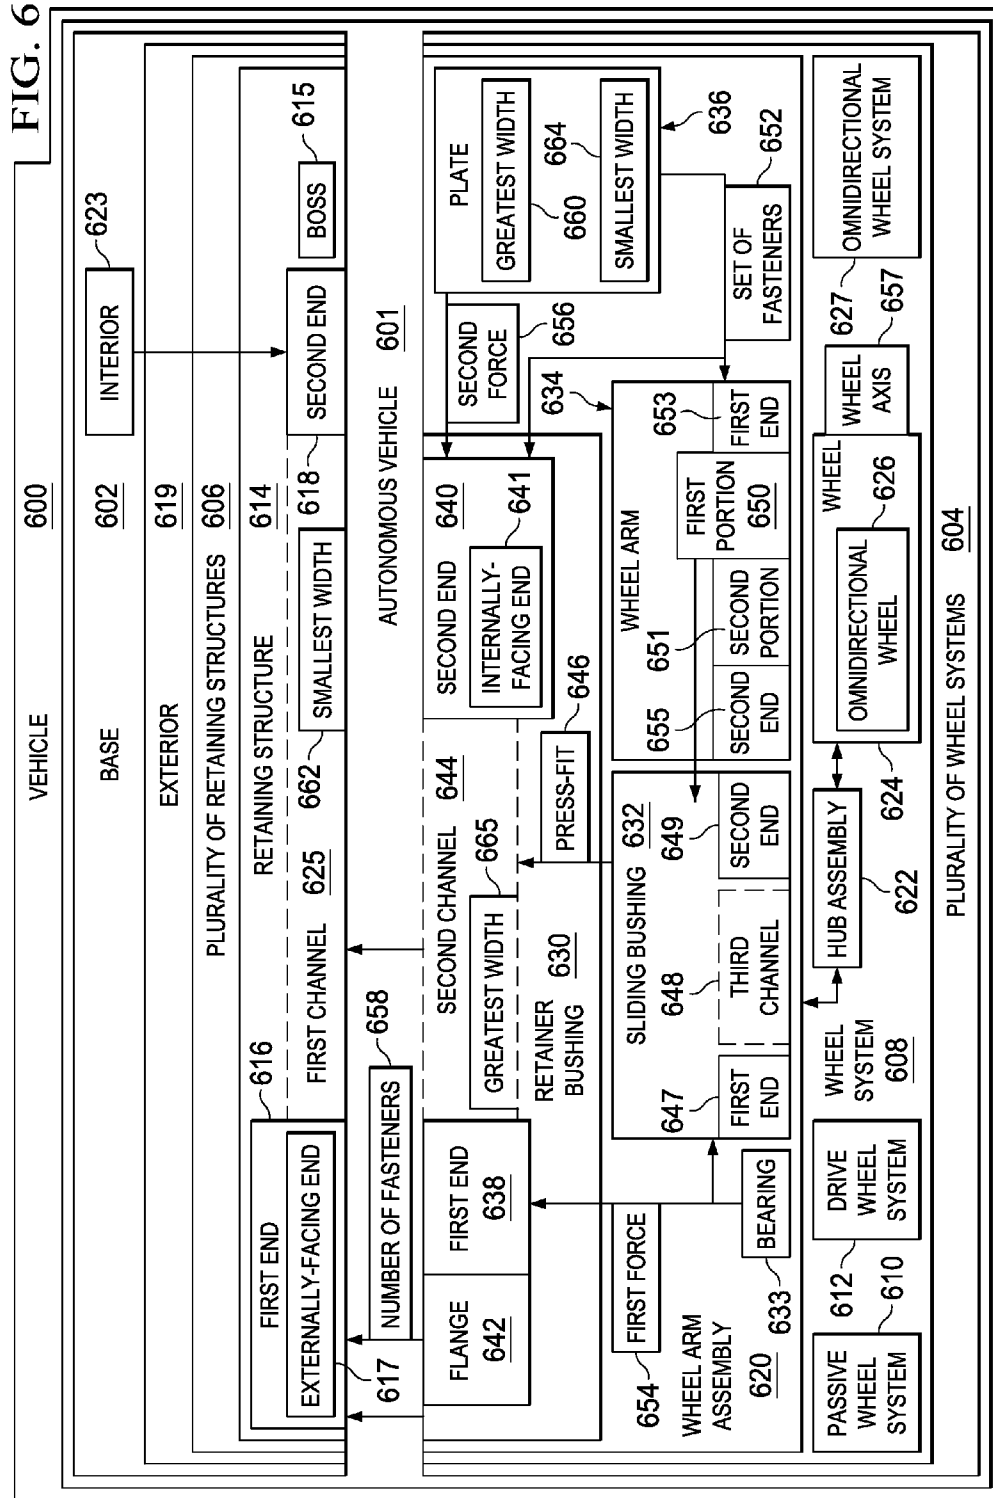 FIG. 6
VEHICLE
600
BASE
602
INTERIOR
623
EXTERIOR
619
PLURALITY OF RETAINING STRUCTURES
606
RETAINING STRUCTURE
614
616
FIRST END
EXTERNALLY-FACING END
617
FIRST CHANNEL
625
662
SMALLEST WIDTH
618
SECOND END
BOSS
615
AUTONOMOUS VEHICLE
601
NUMBER OF FASTENERS
658
FLANGE
642
FIRST END
638
SECOND CHANNEL
644
GREATEST WIDTH
665
RETAINER
BUSHING
630
PRESS-FIT
646
SECOND END
640
INTERNALLY-
FACING END
641
SECOND
FORCE
656
PLATE
GREATEST WIDTH
660
664
SMALLEST WIDTH
636
SET OF
FASTENERS
652
634
WHEEL ARM
655
SECOND
END
651
SECOND
PORTION
FIRST
PORTION
650
653
FIRST
END
SLIDING BUSHING
632
647
FIRST
END
648
THIRD
CHANNEL
649
SECOND
END
FIRST FORCE
654
BEARING
633
WHEEL ARM
ASSEMBLY
620
PASSIVE
WHEEL
SYSTEM
610
DRIVE
WHEEL
SYSTEM
612
WHEEL
SYSTEM
608
HUB ASSEMBLY
622
WHEEL
OMNIDIRECTIONAL
WHEEL
626
624
WHEEL
AXIS
657
OMNIDIRECTIONAL
WHEEL SYSTEM
627
PLURALITY OF WHEEL SYSTEMS
604